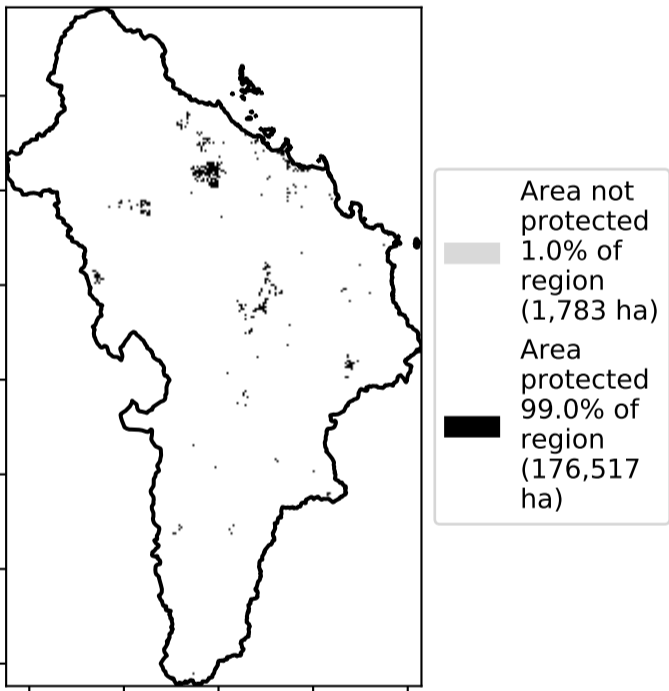 Area not
protected
1.0% of
region
(1,783 ha)
Area
protected
99.0% of
region
(176,517
ha)